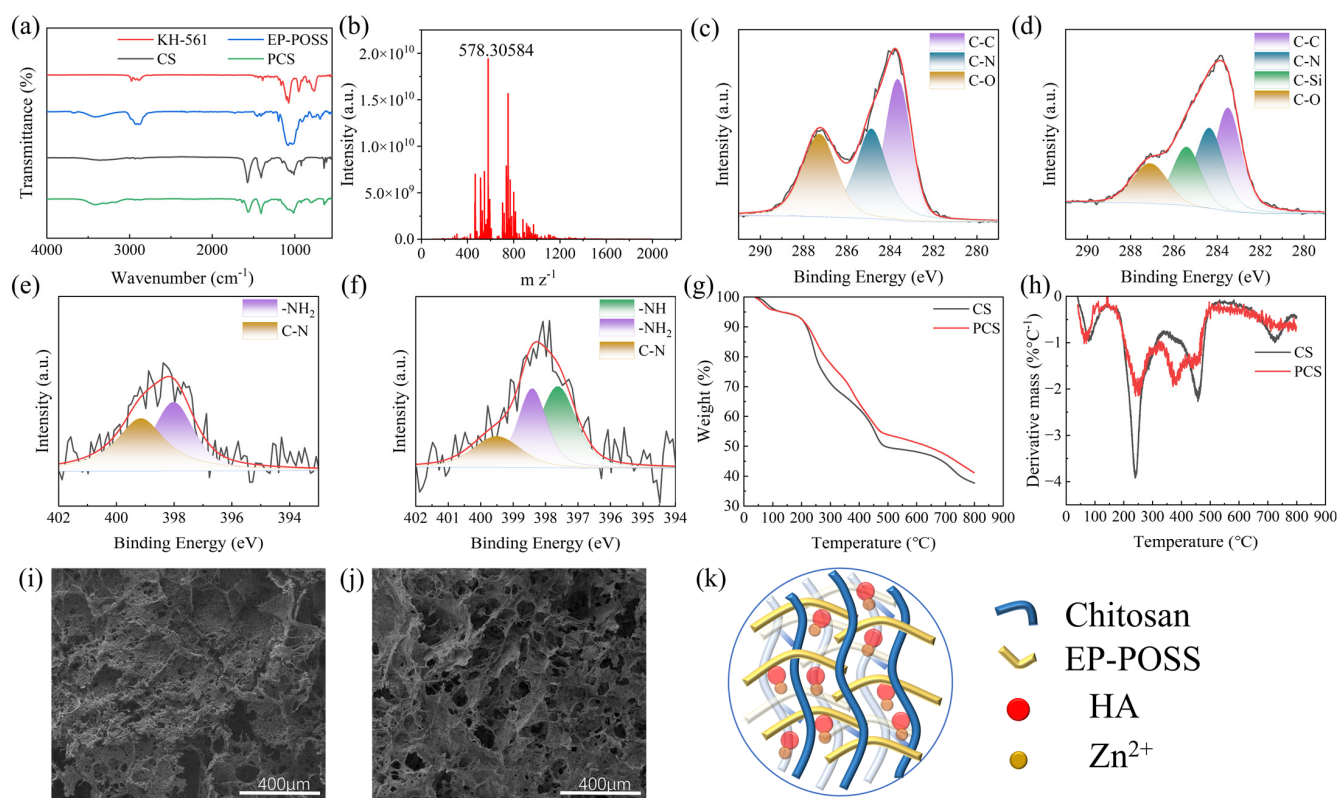 (a)
KH-561
EP-POSS
CS
PCS
Transmittance (%)
4000 3000 2000 1000
Wavenumber (cm⁻¹)
(b)
578.30584
2.0×10¹⁰
1.5×10¹⁰
1.0×10¹⁰
5.0×10⁹
0.0
Intensity (a.u.)
0 400 800 1200 1600 2000
m z⁻¹
(c)
C-C
C-N
C-O
Intensity (a.u.)
290 288 286 284 282 280
Binding Energy (eV)
(d)
C-C
C-N
C-Si
C-O
Intensity (a.u.)
290 288 286 284 282 280
Binding Energy (eV)
(e)
-NH₂
C-N
Intensity (a.u.)
402 400 398 396 394
Binding Energy (eV)
(f)
-NH
-NH₂
C-N
Intensity (a.u.)
402 401 400 399 398 397 396 395 394
Binding Energy (eV)
(g)
CS
PCS
100
90
80
70
60
50
40
30
Weight (%)
0 100 200 300 400 500 600 700 800 900
Temperature (°C)
(h)
CS
PCS
0
−1
−2
−3
−4
Derivative mass (%°C⁻¹)
0 100 200 300 400 500 600 700 800 900
Temperature (°C)
(i)
400μm
(j)
400μm
(k)
Chitosan
EP-POSS
HA
Zn²⁺